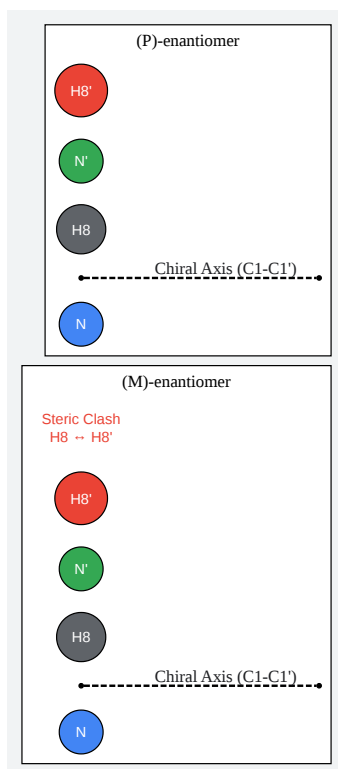 (P)-enantiomer
H8'
N'
H8
Chiral Axis (C1-C1')
N
(M)-enantiomer
Steric Clash
H8 ↔ H8'
H8'
N'
H8
Chiral Axis (C1-C1')
N